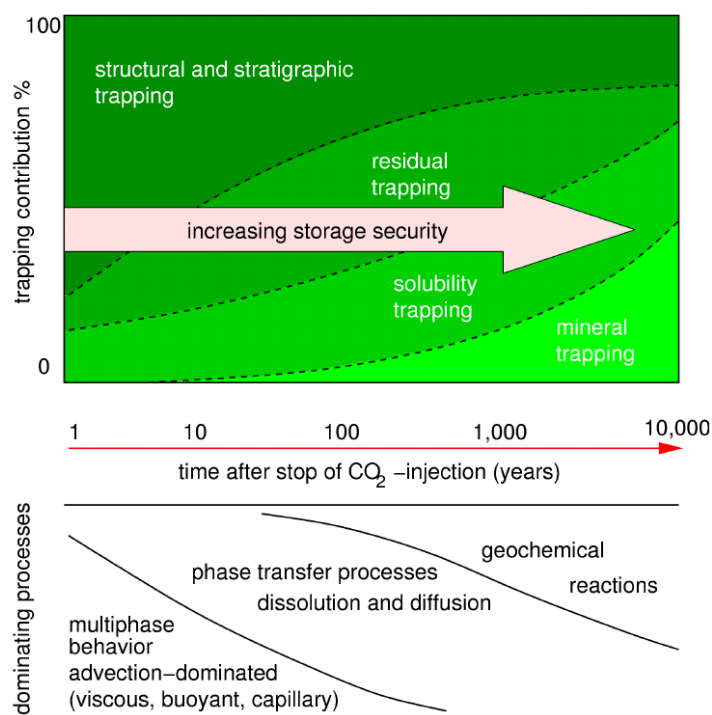 100
structural and stratigraphic
trapping
trapping contribution %
residual
trapping
increasing storage security
solubility
trapping
mineral
trapping
0
1 10 100 1,000 10,000
time after stop of CO2 −injection (years)
dominating processes
geochemical
reactions
phase transfer processes
dissolution and diffusion
multiphase
behavior
advection−dominated
(viscous, buoyant, capillary)